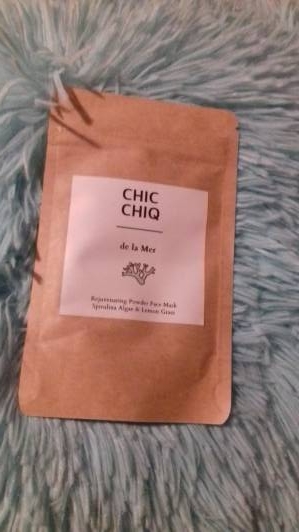 CHIC
CHIQ
de la Mer
Rejuvenating Powder Face Mask
Spirulina Algae & Lemon Grass